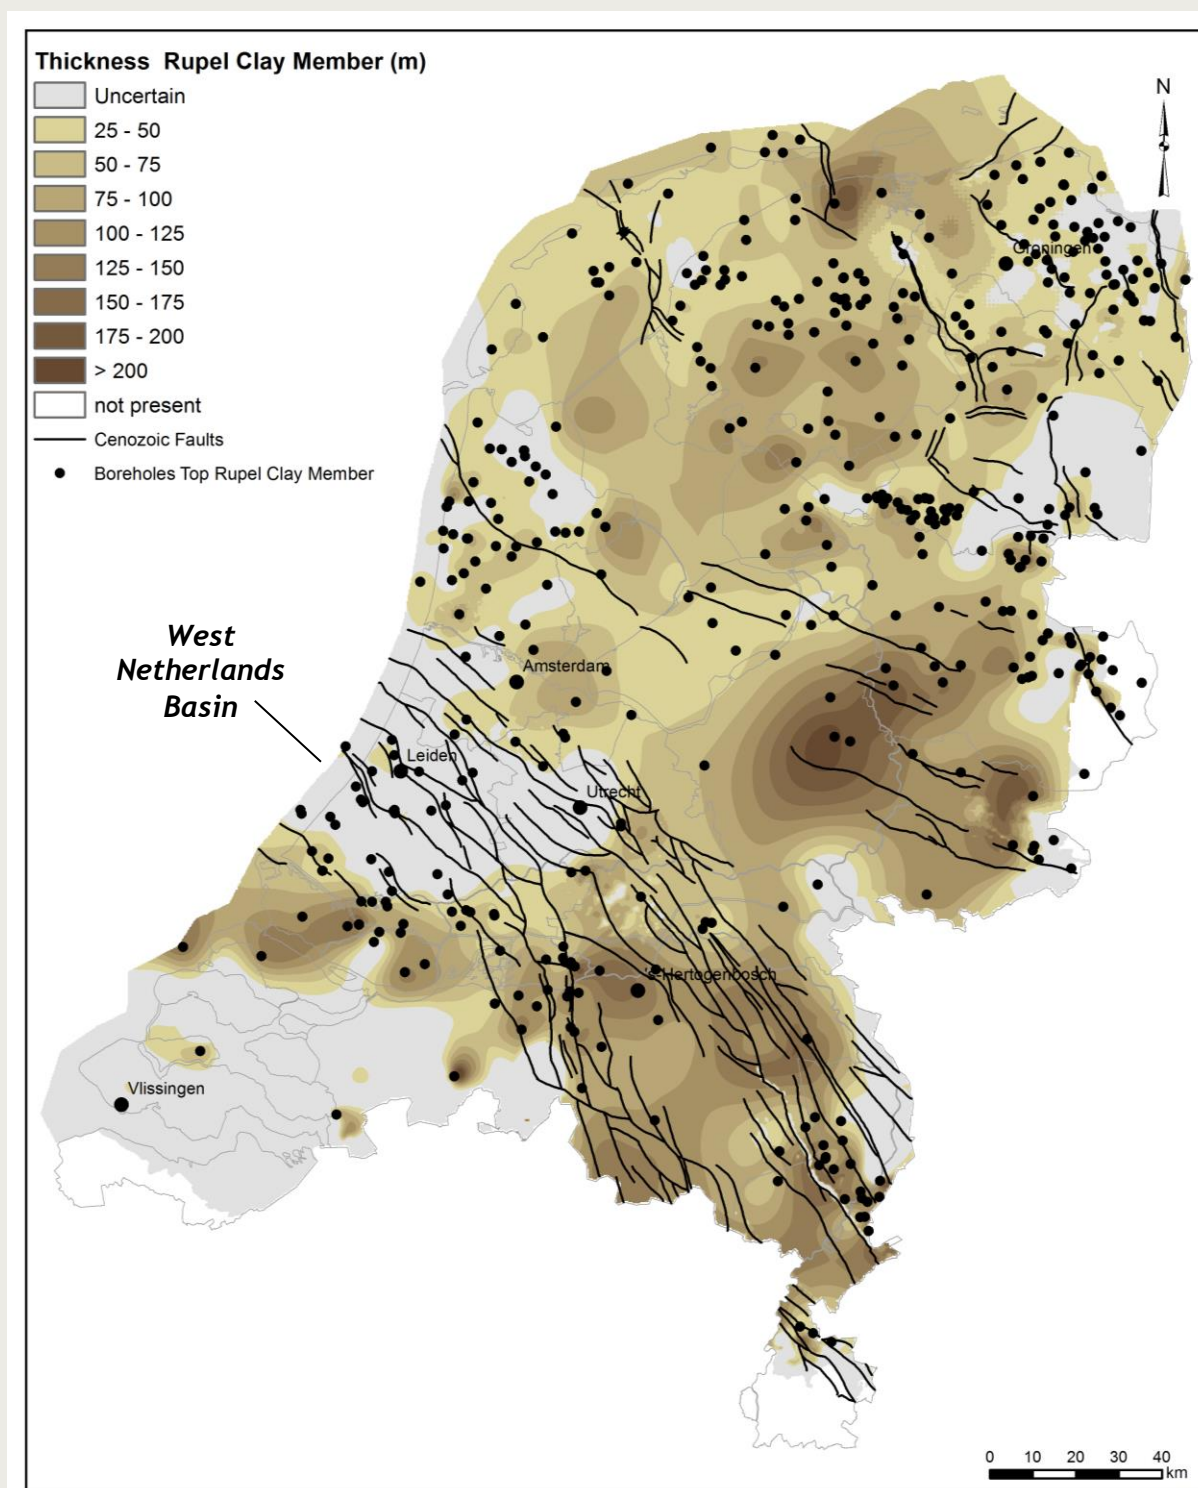 Thickness Rupel Clay Member (m)
Uncertain
25 - 50
50 - 75
75 - 100
100 - 125
125 - 150
150 - 175
175 - 200
> 200
not present
Cenozoic Faults
Boreholes Top Rupel Clay Member
N
Groningen
West
Netherlands
Basin
Amsterdam
Leiden
Utrecht
's-Hertogenbosch
Vlissingen
0 10 20 30 40
km